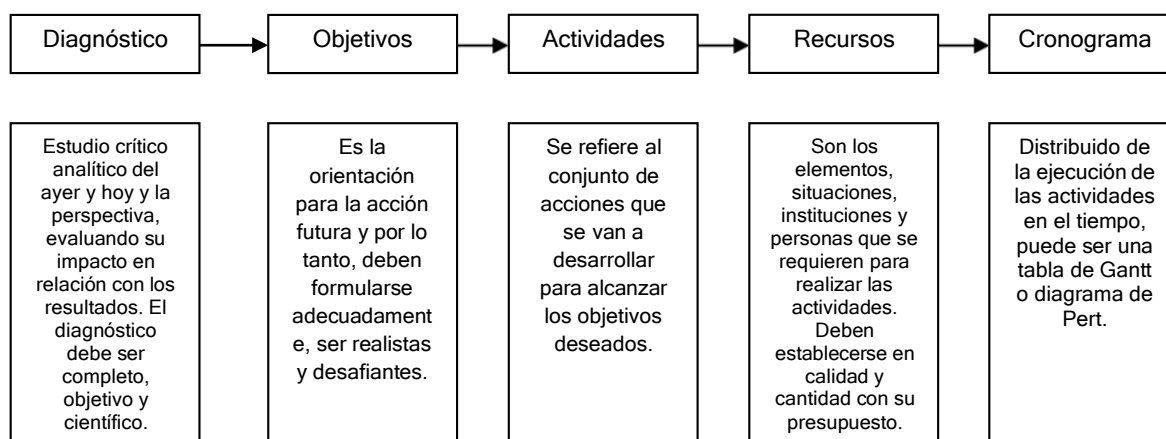 Diagnóstico
Objetivos
Actividades
Recursos
Cronograma
Estudio crítico
analítico del
ayer y hoy y la
perspectiva,
evaluando su
impacto en
relación con los
resultados. El
diagnóstico
debe ser
completo,
objetivo y
científico.
Es la
orientación
para la acción
futura y por lo
tanto, deben
formularse
adecuadament
e, ser realistas
y desafiantes.
Se refiere al
conjunto de
acciones que
se van a
desarrollar
para alcanzar
los objetivos
deseados.
Son los
elementos,
situaciones,
instituciones y
personas que se
requieren para
realizar las
actividades.
Deben
establecerse en
calidad y
cantidad con su
presupuesto.
Distribuido de
la ejecución de
las actividades
en el tiempo,
puede ser una
tabla de Gantt
o diagrama de
Pert.